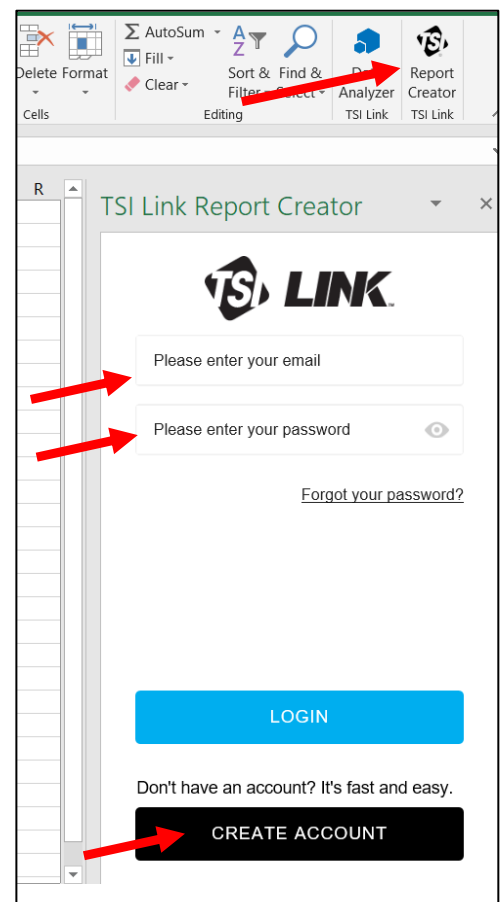 AutoSum
Fill
Clear
Delete Format
Sort & Find &
Filter
Analyzer
Report
Creator
Cells
Editing
TSI Link
TSI Link
R
TSI Link Report Creator
TSI LINK
Please enter your email
Please enter your password
Forgot your password?
LOGIN
Don't have an account? It's fast and easy.
CREATE ACCOUNT